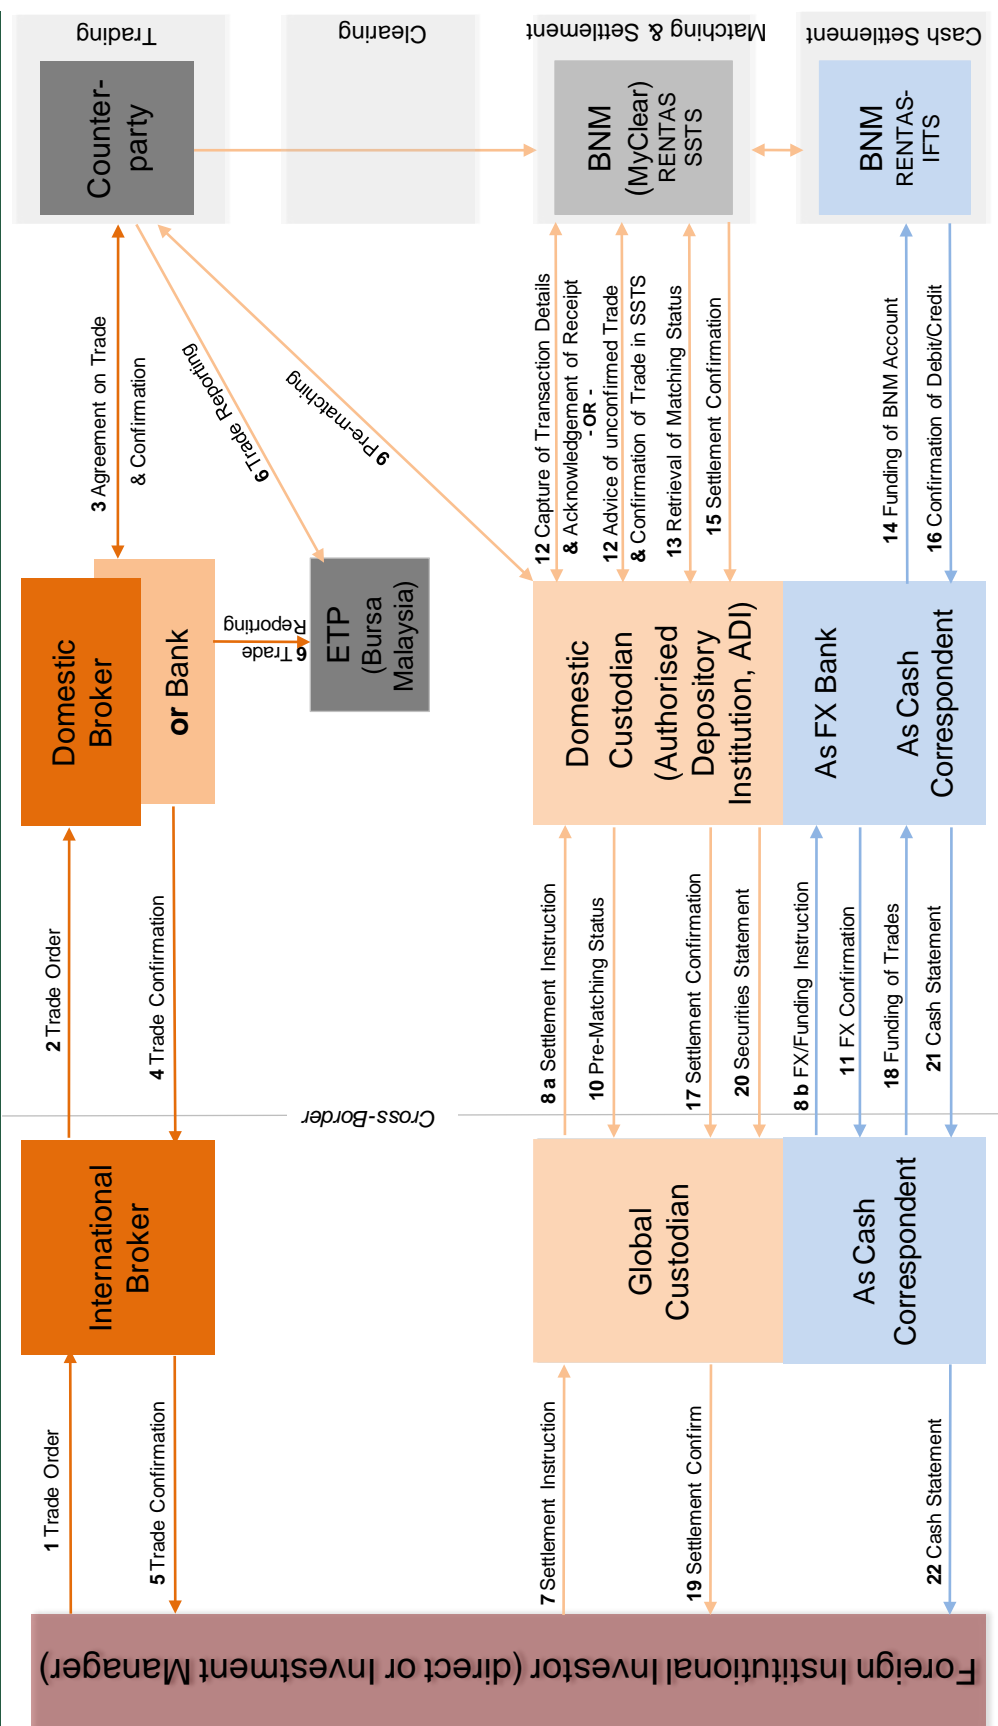 Trading
Clearing
Matching & Settlement
Cash Settlement
Counter-
party
BNM
(MyClear)
RENTAS
SSTS
BNM
RENTAS-
IFTS
3 Agreement on Trade
& Confirmation
6 Trade Reporting
9 Pre-matching
12 Capture of Transaction Details
& Acknowledgement of Receipt
- OR -
12 Advice of unconfirmed Trade
& Confirmation of Trade in SSTS
13 Retrieval of Matching Status
15 Settlement Confirmation
14 Funding of BNM Account
16 Confirmation of Debit/Credit
Domestic
Broker
or Bank
6 Trade
Reporting
ETP
(Bursa
Malaysia)
Domestic
Custodian
(Authorised
Depository
Institution, ADI)
As FX Bank
As Cash
Correspondent
2 Trade Order
4 Trade Confirmation
8 a Settlement Instruction
10 Pre-Matching Status
17 Settlement Confirmation
20 Securities Statement
8 b FX/Funding Instruction
11 FX Confirmation
18 Funding of Trades
21 Cash Statement
Cross-Border
International
Broker
Global
Custodian
As Cash
Correspondent
1 Trade Order
5 Trade Confirmation
7 Settlement Instruction
19 Settlement Confirm
22 Cash Statement
Foreign Institutional Investor (direct or Investment Manager)